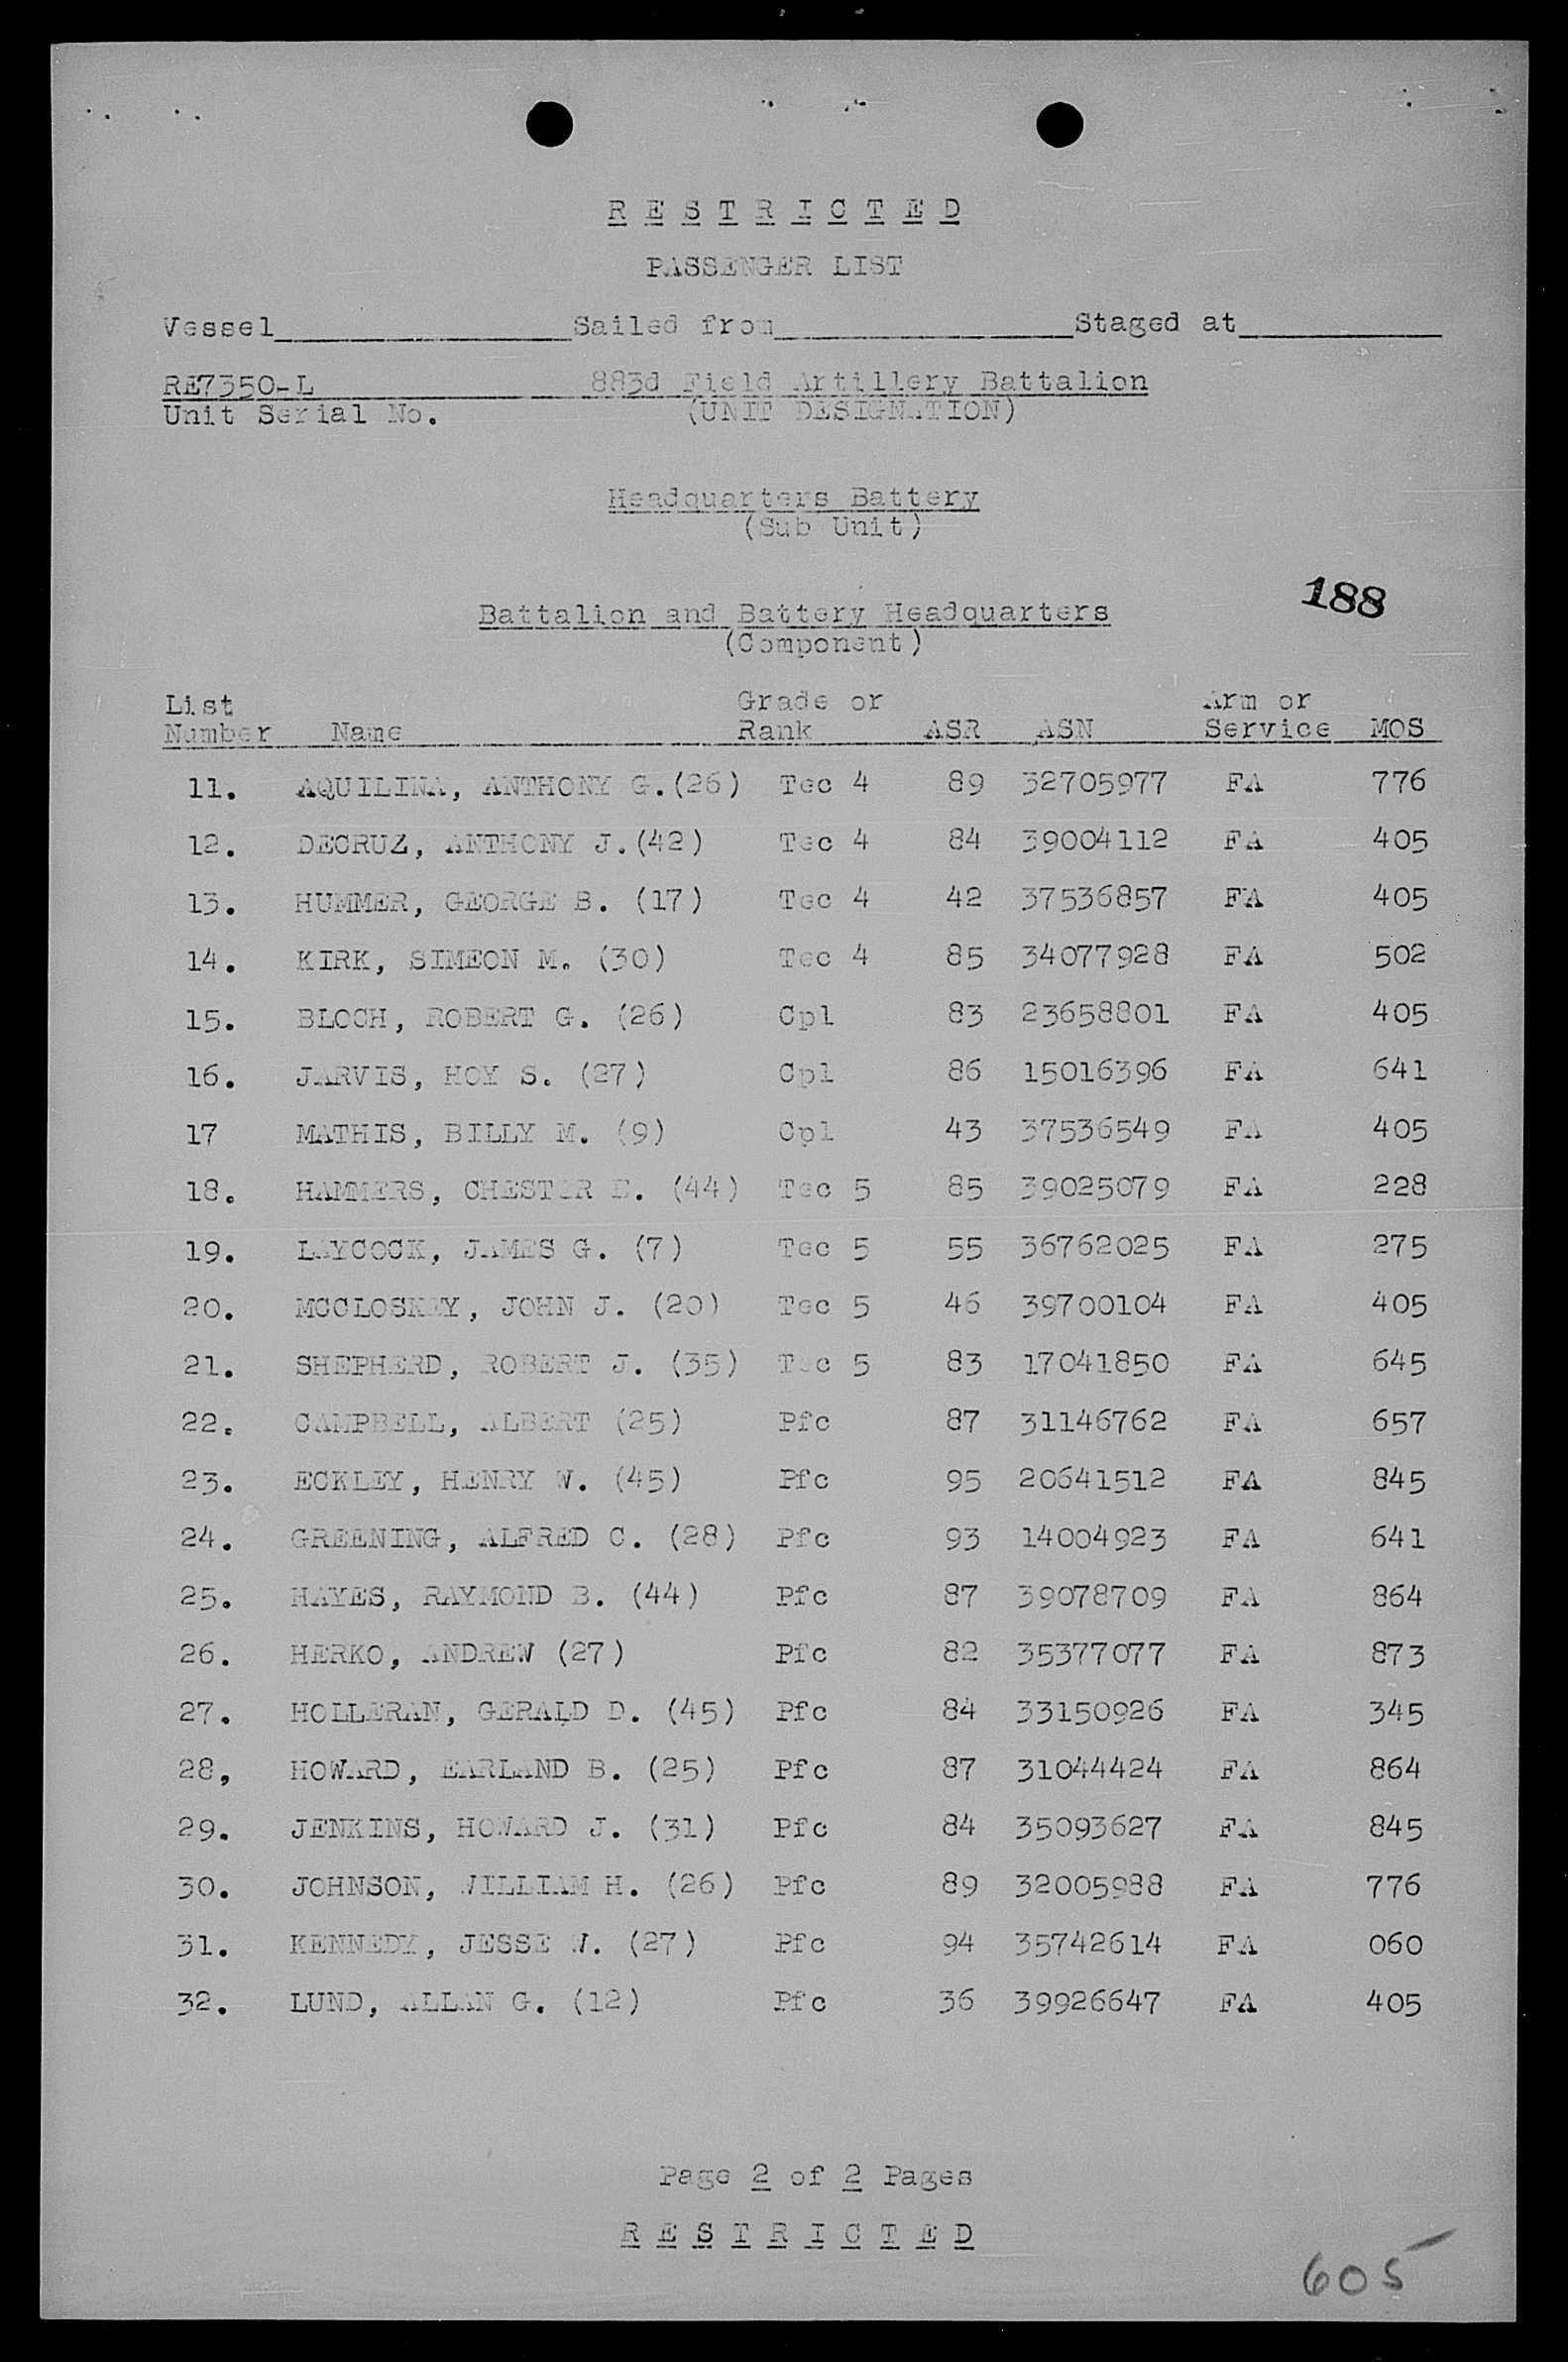 R E S T R I C T E D
PASSENGER LIST
Vessel________Sailed from________Staged at________
RE7350-L 883d Field Artillery Battalion
Unit Serial No. (UNIT DESIGNATION)
Headquarters Battery
(Sub Unit)
188
Battalion and Battery Headquarters
(Component)
List Grade or Arm or
Number Name Rank ASR ASN Service MOS
11. AQUILINA, ANTHONY G.(26) Tec 4 89 32705977 FA 776
12. DECRUZ, ANTHONY J.(42) Tec 4 84 39004112 FA 405
13. HUMMER, GEORGE B. (17) Tec 4 42 37536857 FA 405
14. KIRK, SIMEON M. (30) Tec 4 85 34077928 FA 502
15. BLOCH, ROBERT G. (26) Cpl 83 23658801 FA 405
16. JARVIS, HOY S. (27) Cpl 86 15016396 FA 641
17 MATHIS, BILLY M. (9) Cpl 43 37536549 FA 405
18. HAMMERS, CHESTER E. (44) Tec 5 85 39025079 FA 228
19. LAYCOCK, JAMES G. (7) Tec 5 55 36762025 FA 275
20. MCCLOSKEY, JOHN J. (20) Tec 5 46 39700104 FA 405
21. SHEPHERD, ROBERT J. (35) Tec 5 83 17041850 FA 645
22. CAMPBELL, ALBERT (25) Pfc 87 31146762 FA 657
23. ECKLEY, HENRY W. (45) Pfc 95 20641512 FA 845
24. GREENING, ALFRED C. (28) Pfc 93 14004923 FA 641
25. HAYES, RAYMOND B. (44) Pfc 87 39078709 FA 864
26. HERKO, ANDREW (27) Pfc 82 35377077 FA 873
27. HOLLERAN, GERALD D. (45) Pfc 84 33150926 FA 345
28, HOWARD, EARLAND B. (25) Pfc 87 31044424 FA 864
29. JENKINS, HOWARD J. (31) Pfc 84 35093627 FA 845
30. JOHNSON, WILLIAM H. (26) Pfc 89 32005988 FA 776
31. KENNEDY, JESSE W. (27) Pfc 94 35742614 FA 060
32. LUND, ALLAN G. (12) Pfc 36 39926647 FA 405
Page 2 of 2 Pages
R E S T R I C T E D
605